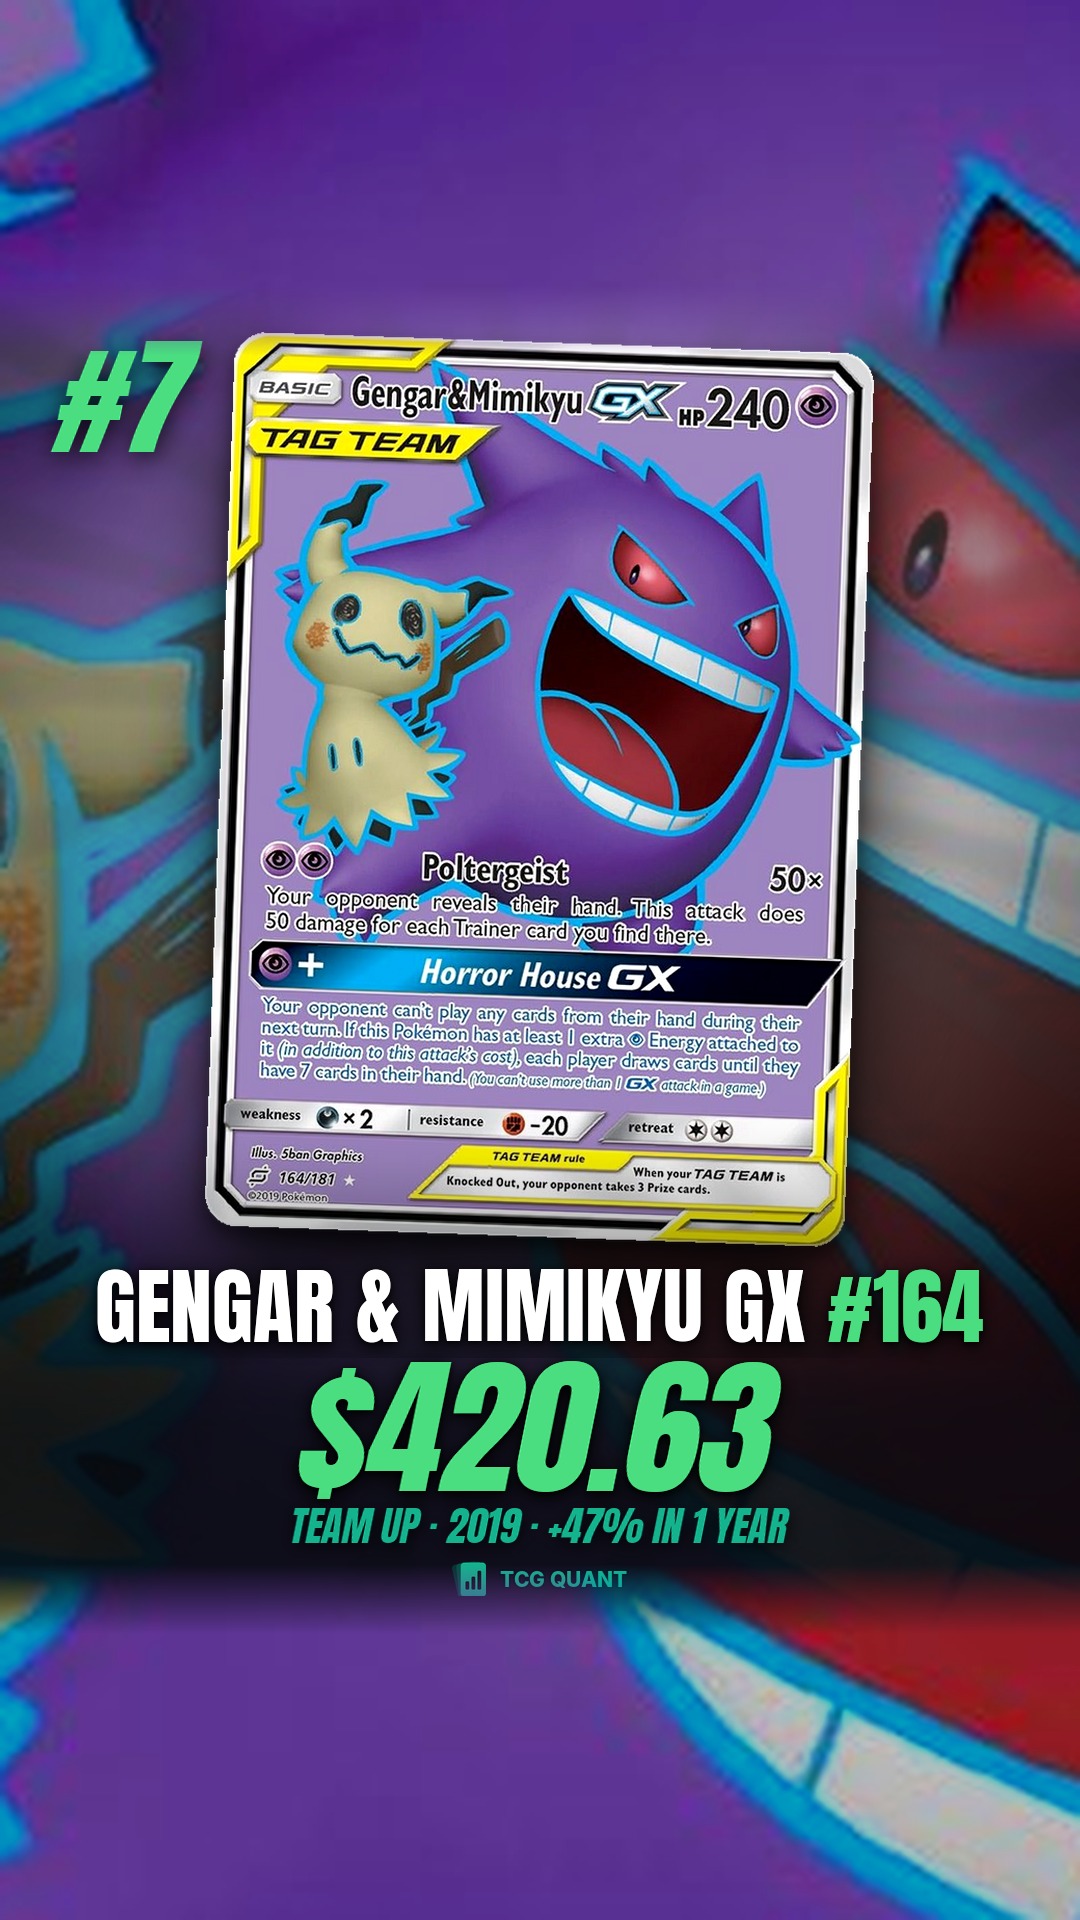 #7
BASIC Gengar&Mimikyu GX HP 240
TAG TEAM
Poltergeist 50×
Your opponent reveals their hand. This attack does
50 damage for each Trainer card you find there.
+ Horror House GX
Your opponent can't play any cards from their hand during their
next turn. If this Pokémon has at least 1 extra Energy attached to
it (in addition to this attack's cost), each player draws cards until they
have 7 cards in their hand. (You can't use more than 1 GX attack in a game.)
weakness ×2 resistance -20 retreat
Illus. 5ban Graphics
164/181
©2019 Pokémon
TAG TEAM rule
When your TAG TEAM is
Knocked Out, your opponent takes 3 Prize cards.
GENGAR & MIMIKYU GX #164
$420.63
TEAM UP · 2019 · +47% IN 1 YEAR
TCG QUANT